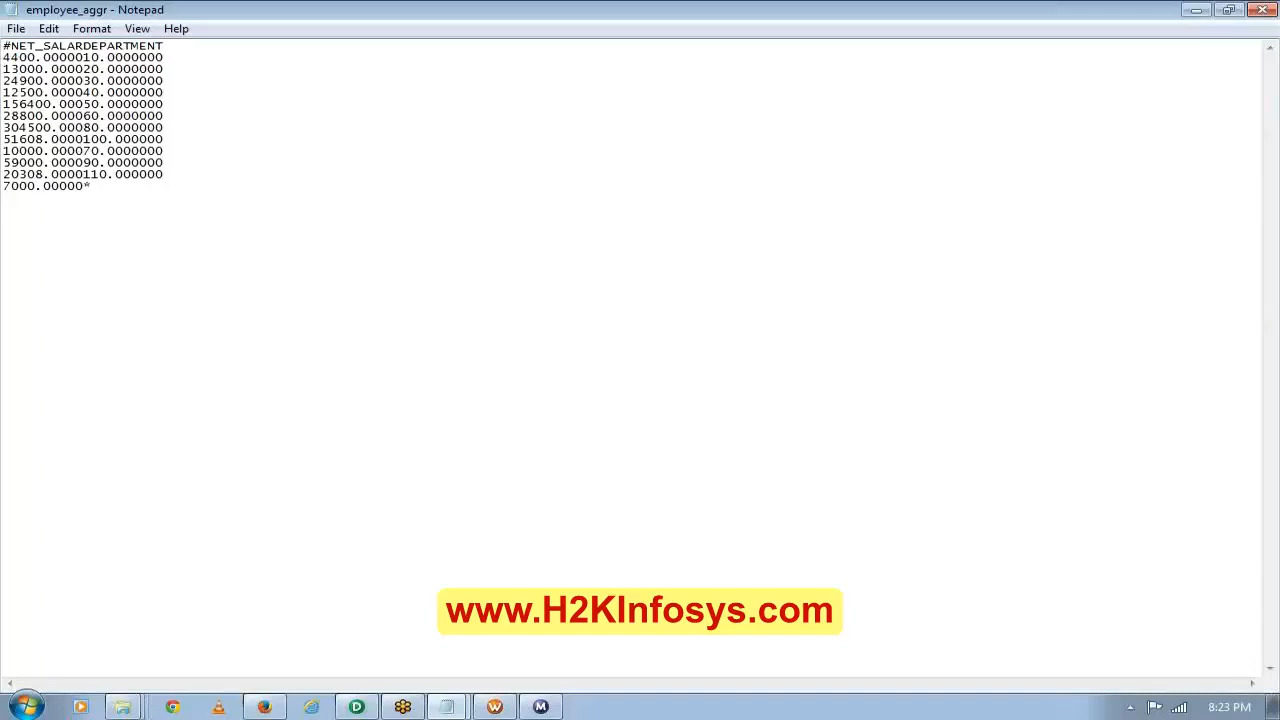 employee_aggr - Notepad
File Edit Format View Help
#NET_SALARDEPARTMENT
4400.0000010.0000000
13000.000020.0000000
24900.000030.0000000
12500.000040.0000000
156400.00050.0000000
28800.000060.0000000
304500.00080.0000000
51608.0000100.000000
10000.000070.0000000
59000.000090.0000000
20308.0000110.000000
7000.00000*
www.H2KInfosys.com
D W M 8:23 PM